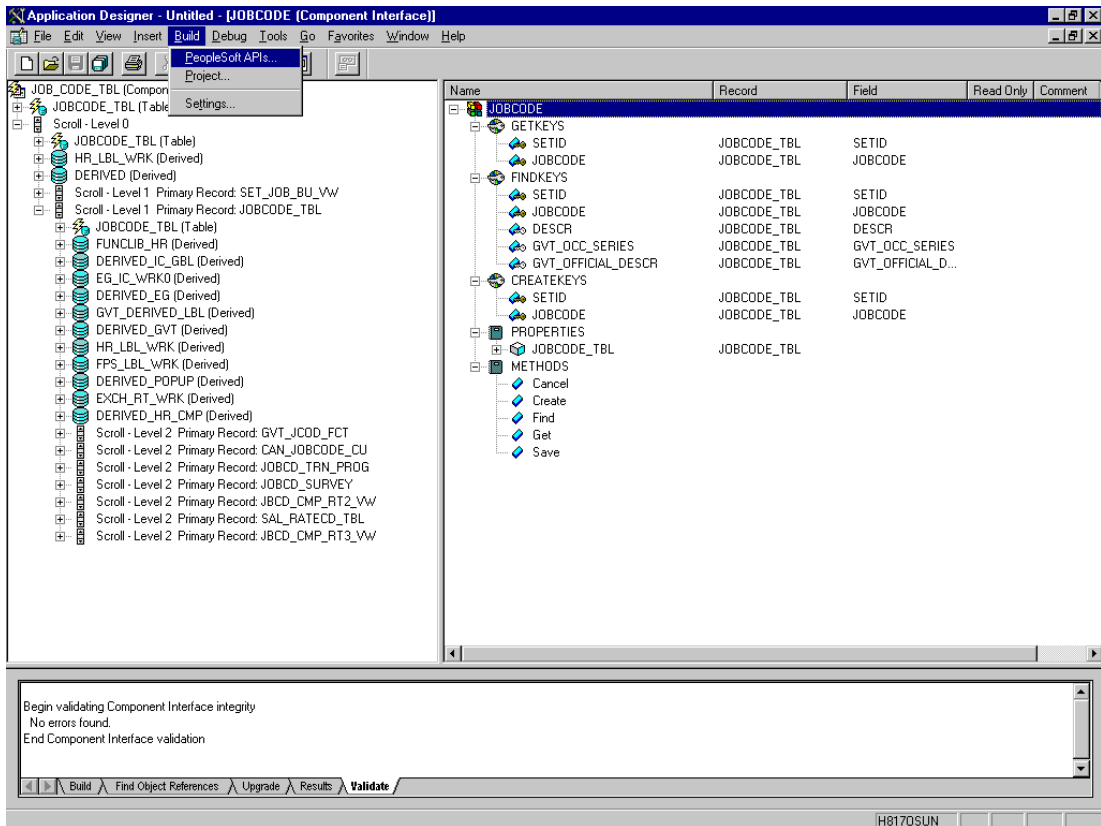 Application Designer - Untitled - [JOBCODE (Component Interface)]
File Edit View Insert Build Debug Tools Go Favorites Window Help
PeopleSoft APIs...
Project...
Settings...
JOB_CODE_TBL (Compon
JOBCODE_TBL (Table
Scroll - Level 0
JOBCODE_TBL (Table)
HR_LBL_WRK (Derived)
DERIVED (Derived)
Scroll - Level 1 Primary Record: SET_JOB_BU_VW
Scroll - Level 1 Primary Record: JOBCODE_TBL
JOBCODE_TBL (Table)
FUNCLIB_HR (Derived)
DERIVED_IC_GBL (Derived)
EG_IC_WRK0 (Derived)
DERIVED_EG (Derived)
GVT_DERIVED_LBL (Derived)
DERIVED_GVT (Derived)
HR_LBL_WRK (Derived)
FPS_LBL_WRK (Derived)
DERIVED_POPUP (Derived)
EXCH_RT_WRK (Derived)
DERIVED_HR_CMP (Derived)
Scroll - Level 2 Primary Record: GVT_JCOD_FCT
Scroll - Level 2 Primary Record: CAN_JOBCODE_CU
Scroll - Level 2 Primary Record: JOBCD_TRN_PROG
Scroll - Level 2 Primary Record: JOBCD_SURVEY
Scroll - Level 2 Primary Record: JBCD_CMP_RT2_VW
Scroll - Level 2 Primary Record: SAL_RATECD_TBL
Scroll - Level 2 Primary Record: JBCD_CMP_RT3_VW
Name Record Field Read Only Comment
JOBCODE
GETKEYS
SETID JOBCODE_TBL SETID
JOBCODE JOBCODE_TBL JOBCODE
FINDKEYS
SETID JOBCODE_TBL SETID
JOBCODE JOBCODE_TBL JOBCODE
DESCR JOBCODE_TBL DESCR
GVT_OCC_SERIES JOBCODE_TBL GVT_OCC_SERIES
GVT_OFFICIAL_DESCR JOBCODE_TBL GVT_OFFICIAL_D...
CREATEKEYS
SETID JOBCODE_TBL SETID
JOBCODE JOBCODE_TBL JOBCODE
PROPERTIES
JOBCODE_TBL JOBCODE_TBL
METHODS
Cancel
Create
Find
Get
Save
Begin validating Component Interface integrity
No errors found.
End Component Interface validation
Build Find Object References Upgrade Results Validate
H8170SUN